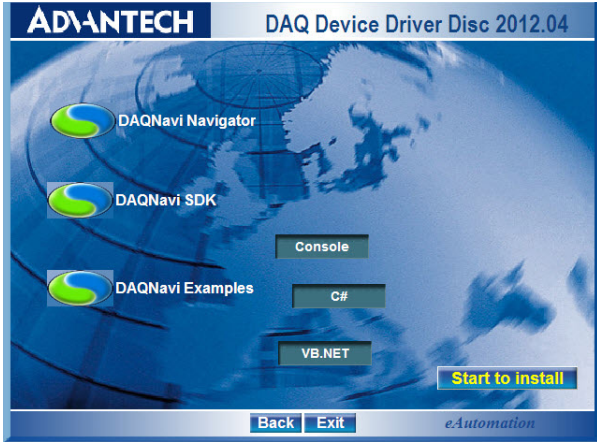 ADVANTECH
DAQ Device Driver Disc 2012.04
DAQNavi Navigator
DAQNavi SDK
Console
DAQNavi Examples
C#
VB.NET
Start to install
Back
Exit
eAutomation